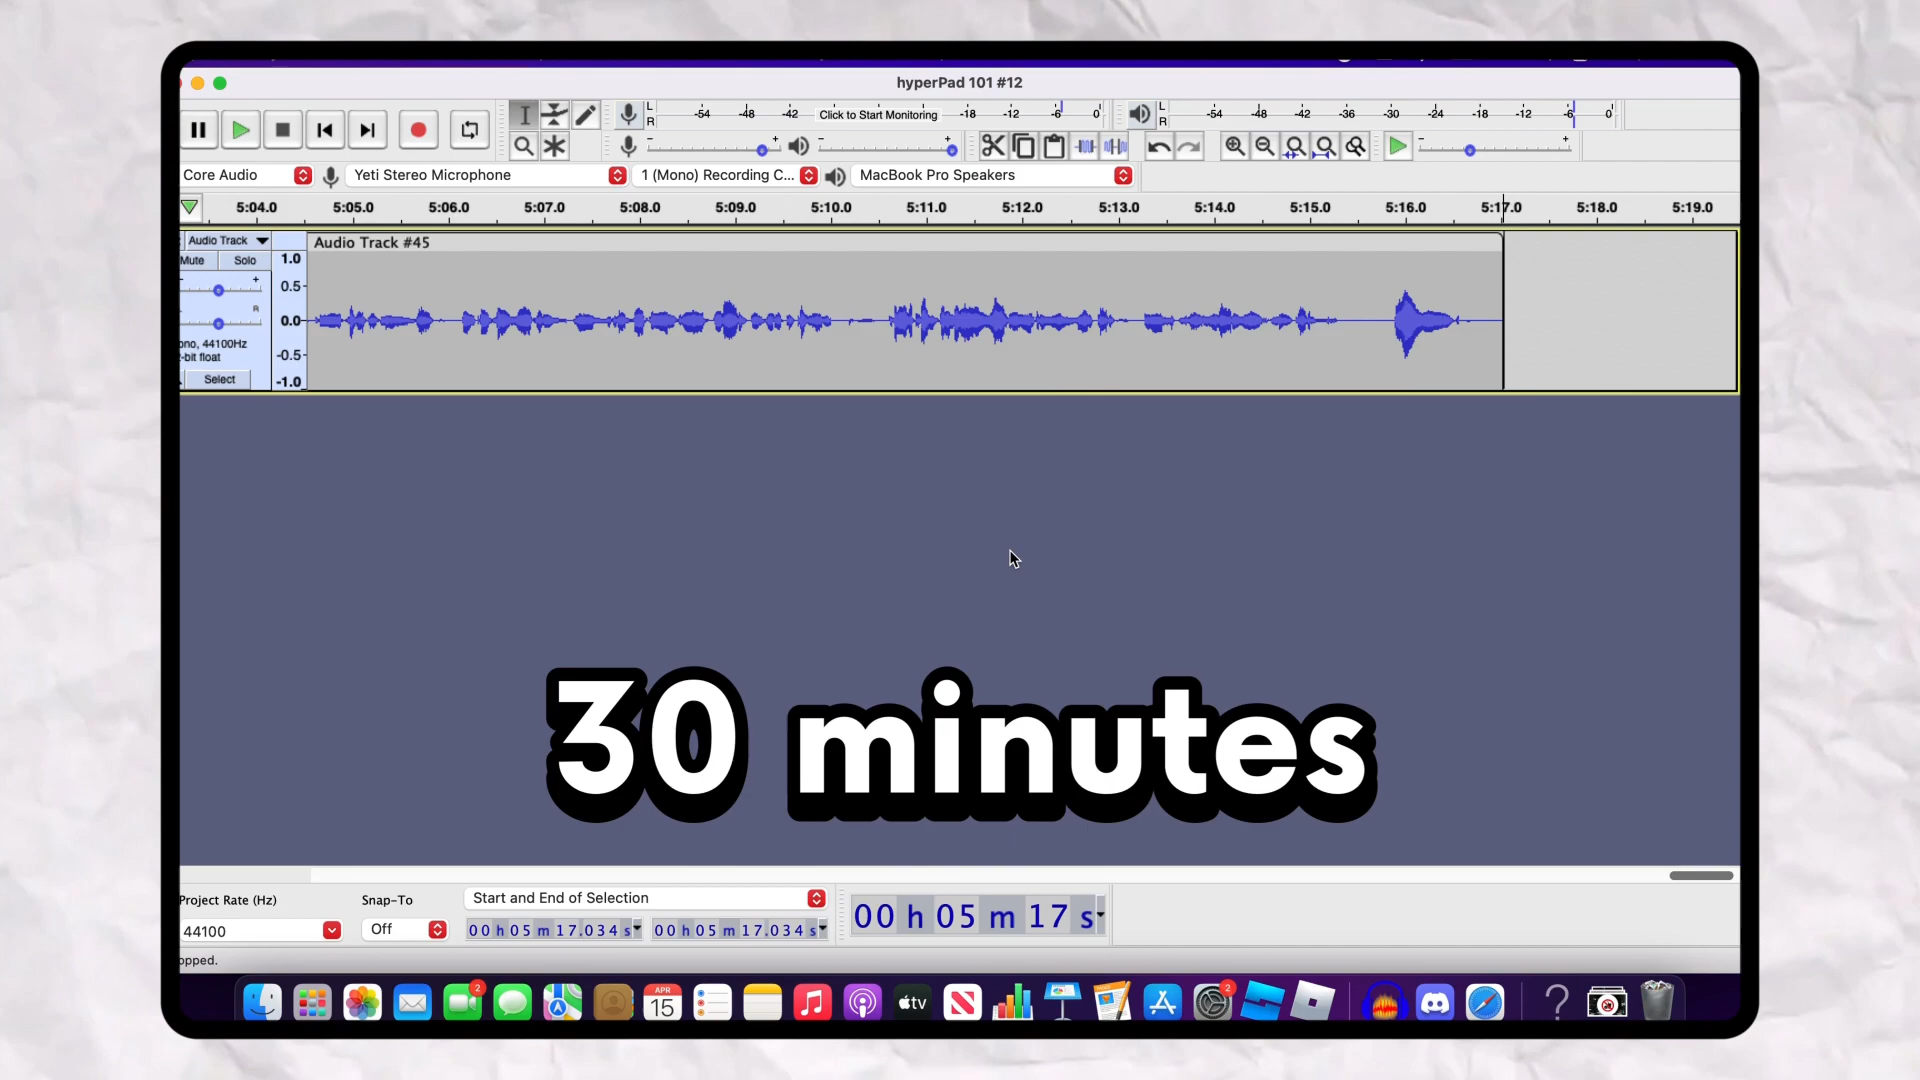 hyperPad 101 #12
L
R
-54 -48 -42 Click to Start Monitoring -18 -12 -6 0
L
R
-54 -48 -42 -36 -30 -24 -18 -12 -6 0
Core Audio
Yeti Stereo Microphone
1 (Mono) Recording C...
MacBook Pro Speakers
5:04.0 5:05.0 5:06.0 5:07.0 5:08.0 5:09.0 5:10.0 5:11.0 5:12.0 5:13.0 5:14.0 5:15.0 5:16.0 5:17.0 5:18.0 5:19.0
Audio Track
Audio Track #45
Mute Solo
R
ono, 44100Hz
2-bit float
Select
1.0
0.5
0.0
-0.5
-1.0
30 minutes
Project Rate (Hz)
Snap-To
Start and End of Selection
44100
Off
00 h 05 m 17.034 s
00 h 05 m 17.034 s
00 h 05 m 17 s
opped.
2
APR
15
tv
2